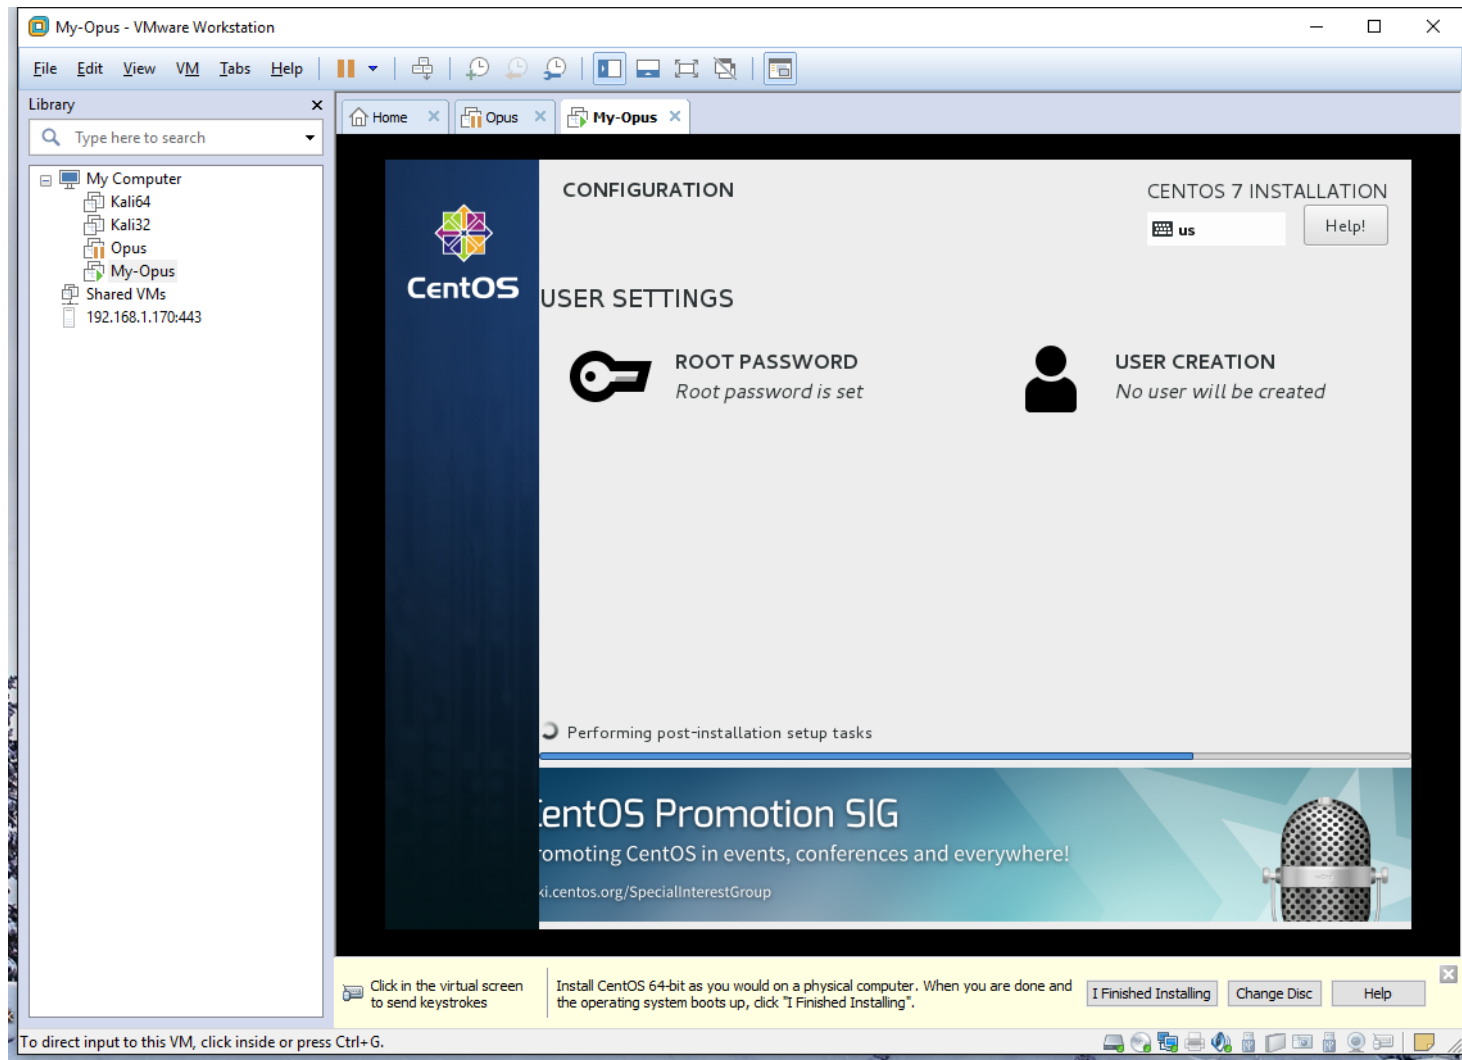 My-Opus - VMware Workstation
File Edit View VM Tabs Help
Library
Type here to search
My Computer
Kali64
Kali32
Opus
My-Opus
Shared VMs
192.168.1.170:443
Home
Opus
My-Opus
CentOS
CONFIGURATION
CENTOS 7 INSTALLATION
us
Help!
USER SETTINGS
ROOT PASSWORD
Root password is set
USER CREATION
No user will be created
Performing post-installation setup tasks
entOS Promotion SIG
omoting CentOS in events, conferences and everywhere!
ki.centos.org/SpecialInterestGroup
Click in the virtual screen
to send keystrokes
Install CentOS 64-bit as you would on a physical computer. When you are done and
the operating system boots up, click "I Finished Installing".
I Finished Installing
Change Disc
Help
To direct input to this VM, click inside or press Ctrl+G.